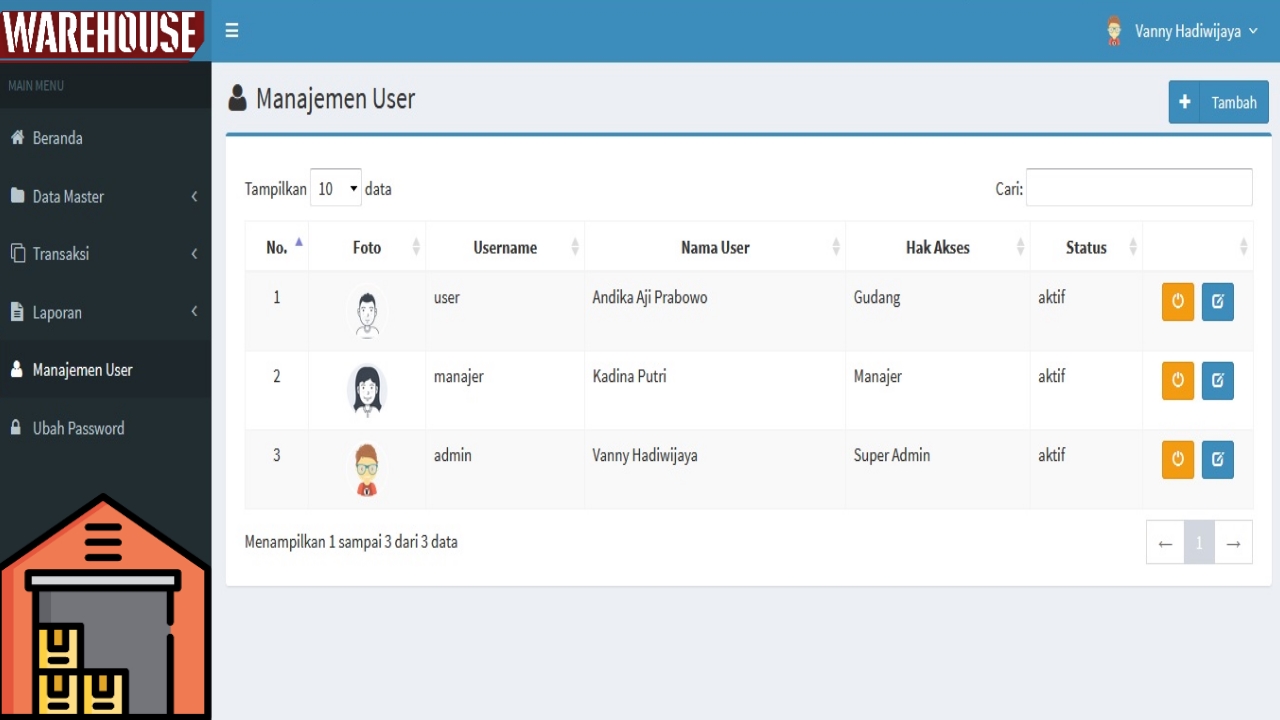 WAREHOUSE
Vanny Hadiwijaya
MAIN MENU
Beranda
Data Master
Transaksi
Laporan
Manajemen User
Ubah Password
Manajemen User
Tambah
Tampilkan 10 data
Cari:
No. Foto Username Nama User Hak Akses Status
1 user Andika Aji Prabowo Gudang aktif
2 manajer Kadina Putri Manajer aktif
3 admin Vanny Hadiwijaya Super Admin aktif
Menampilkan 1 sampai 3 dari 3 data
← 1 →